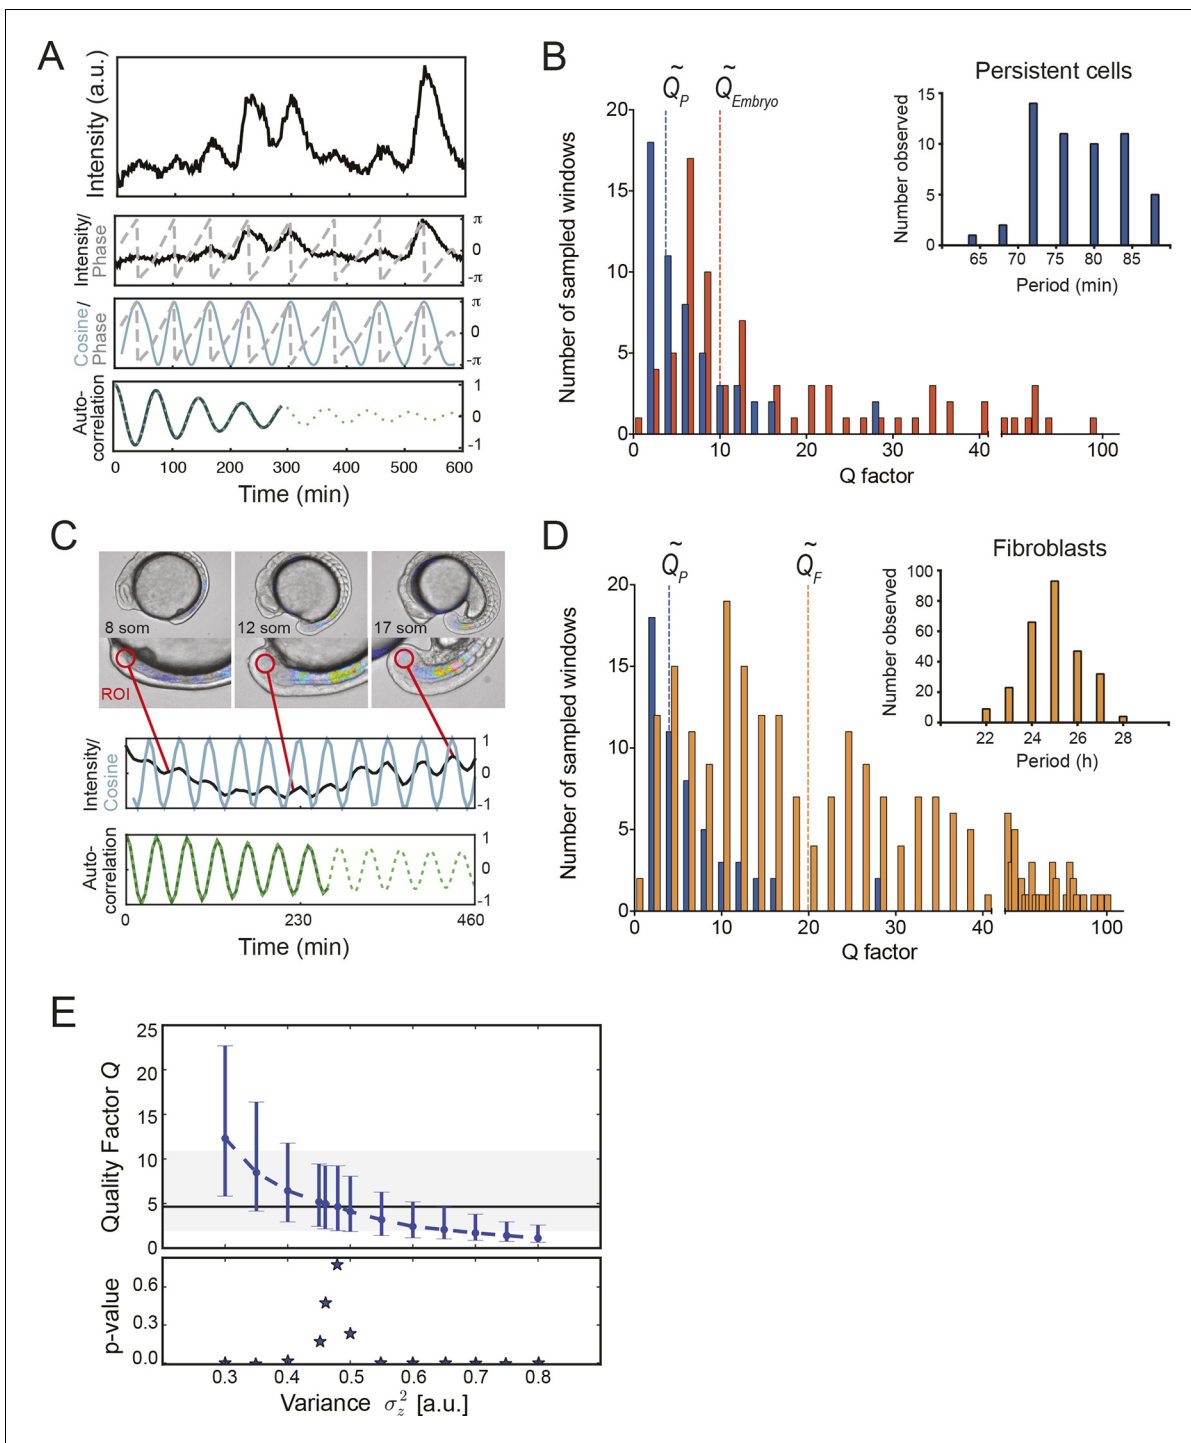 A
Intensity (a.u.)
Intensity/
Phase
π
0
-π
Cosine/
Phase
π
0
-π
Auto-
correlation
1
0
-1
0 100 200 300 400 500 600
Time (min)
B
Q̃P
Q̃Embryo
Number of sampled windows
20
15
10
5
0
0 10 20 30 40 100
Q factor
Persistent cells
Number observed
15
10
5
0
65 70 75 80 85
Period (min)
C
8 som
12 som
17 som
ROI
Intensity/
Cosine
1
0
-1
Auto-
correlation
1
0
-1
0 230 460
Time (min)
D
Q̃P
Q̃F
Number of sampled windows
20
15
10
5
0
0 10 20 30 40 100
Q factor
Fibroblasts
Number observed
100
80
60
40
20
0
22 24 26 28
Period (h)
E
Quality Factor Q
25
20
15
10
5
0
p-value
0.6
0.3
0.0
0.3 0.4 0.5 0.6 0.7 0.8
Variance σz² [a.u.]